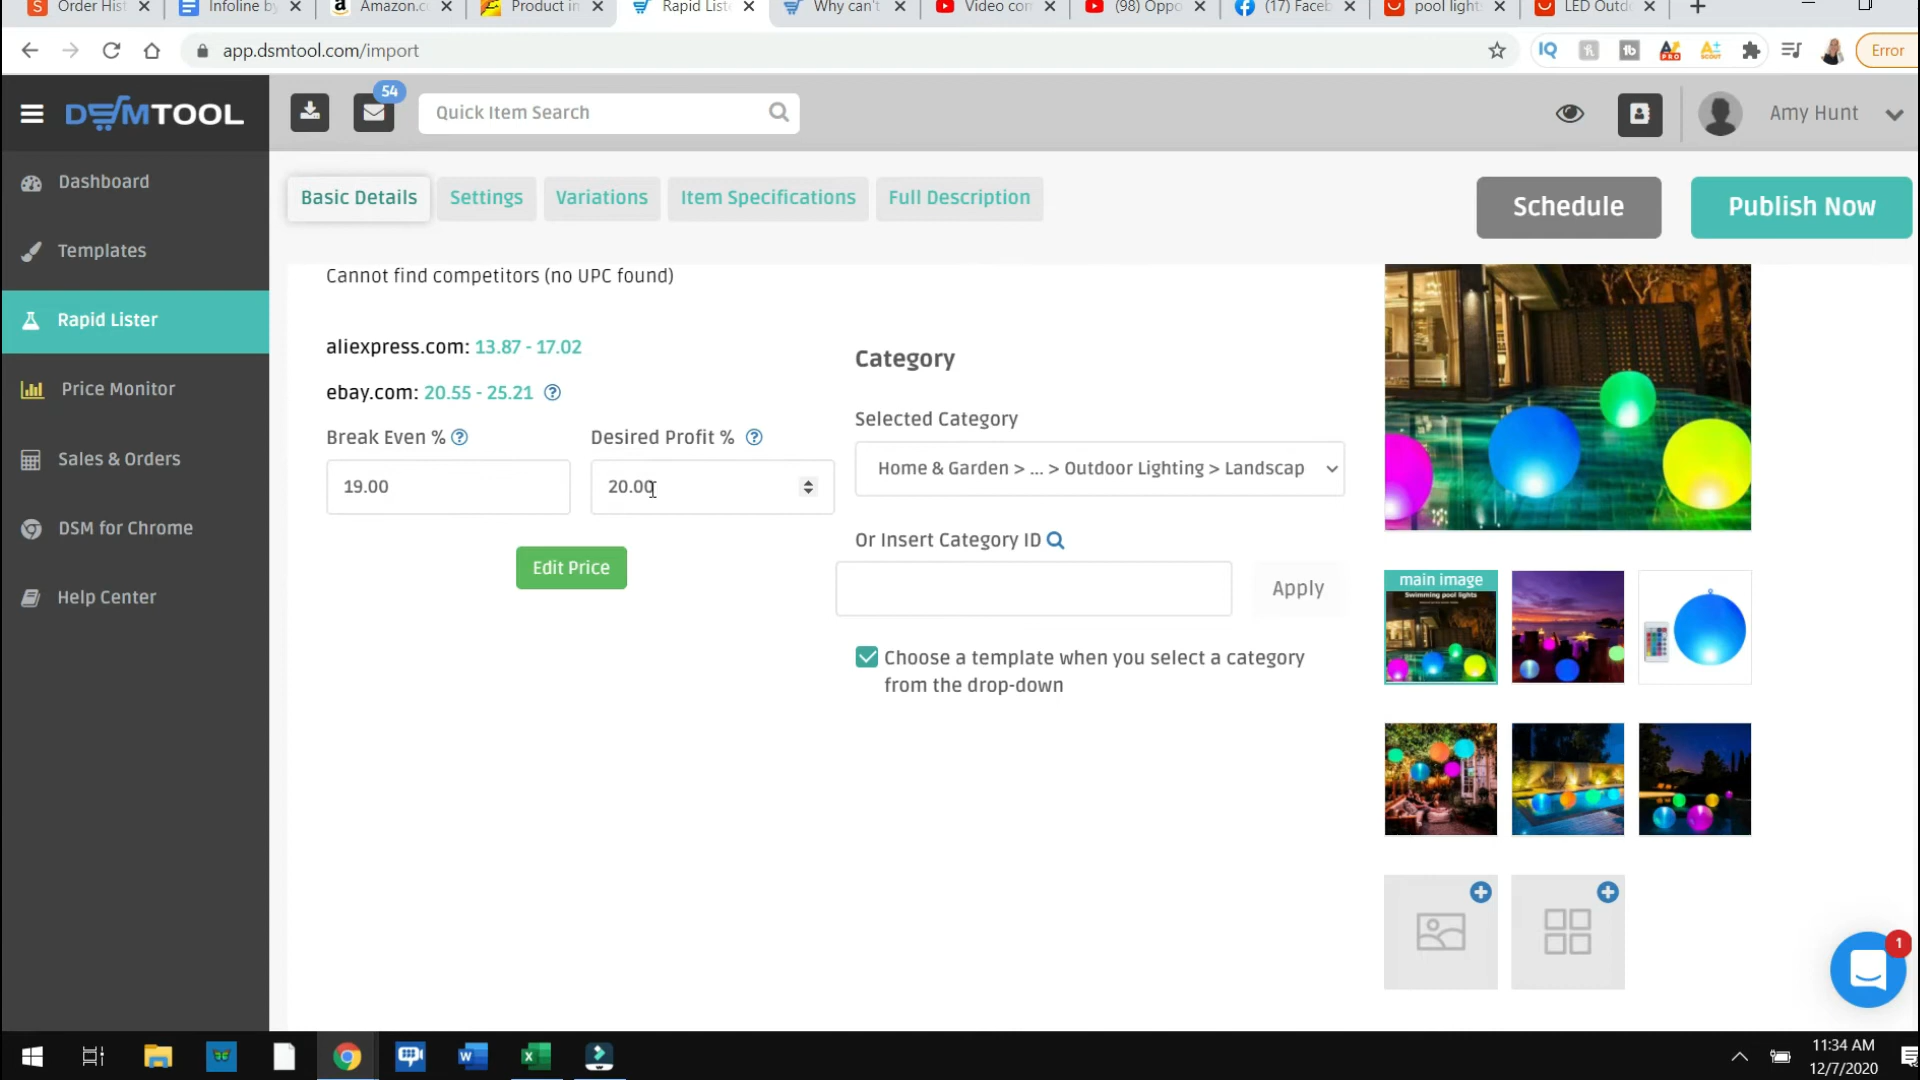 Order Hist
Infoline by
Amazon.c
Product in
Rapid List
Why can't
Video con
(98) Oppo
(17) Faceb
pool light
LED Outd
app.dsmtool.com/import
Error
DSMTOOL
54
Quick Item Search
Amy Hunt
Dashboard
Templates
Rapid Lister
Price Monitor
Sales & Orders
DSM for Chrome
Help Center
Basic Details
Settings
Variations
Item Specifications
Full Description
Schedule
Publish Now
Cannot find competitors (no UPC found)
aliexpress.com: 13.87 - 17.02
ebay.com: 20.55 - 25.21
Break Even %
Desired Profit %
19.00
20.00
Edit Price
Category
Selected Category
Home & Garden > ... > Outdoor Lighting > Landscap
Or Insert Category ID
Apply
Choose a template when you select a category
from the drop-down
main image
Swimming pool lights
1
11:34 AM
12/7/2020